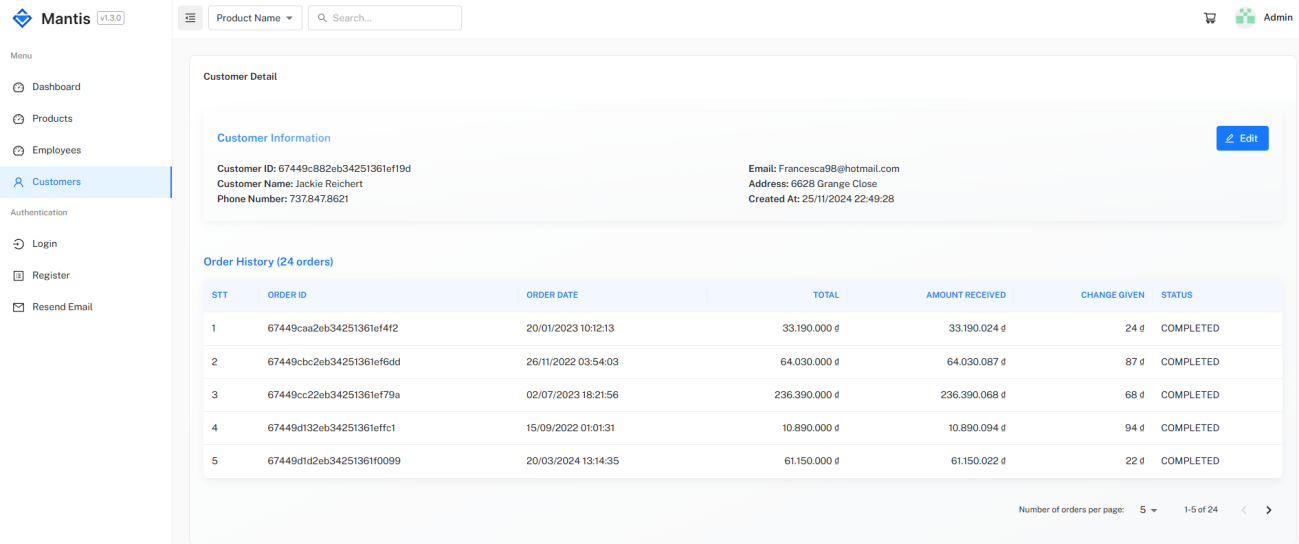 Mantis v1.3.0
Product Name
Search...
Admin
Menu
Dashboard
Products
Employees
Customers
Authentication
Login
Register
Resend Email
Customer Detail
Customer Information
Edit
Customer ID: 67449c882eb34251361ef19d
Customer Name: Jackie Reichert
Phone Number: 737.847.8621
Email: Francesca98@hotmail.com
Address: 6628 Grange Close
Created At: 25/11/2024 22:49:28
Order History (24 orders)
STT ORDER ID ORDER DATE TOTAL AMOUNT RECEIVED CHANGE GIVEN STATUS
1 67449caa2eb34251361ef4f2 20/01/2023 10:12:13 33.190.000 ₫ 33.190.024 ₫ 24 ₫ COMPLETED
2 67449cbc2eb34251361ef6dd 26/11/2022 03:54:03 64.030.000 ₫ 64.030.087 ₫ 87 ₫ COMPLETED
3 67449cc22eb34251361ef79a 02/07/2023 18:21:56 236.390.000 ₫ 236.390.068 ₫ 68 ₫ COMPLETED
4 67449d132eb34251361effc1 15/09/2022 01:01:31 10.890.000 ₫ 10.890.094 ₫ 94 ₫ COMPLETED
5 67449d1d2eb34251361f0099 20/03/2024 13:14:35 61.150.000 ₫ 61.150.022 ₫ 22 ₫ COMPLETED
Number of orders per page: 5 1-5 of 24